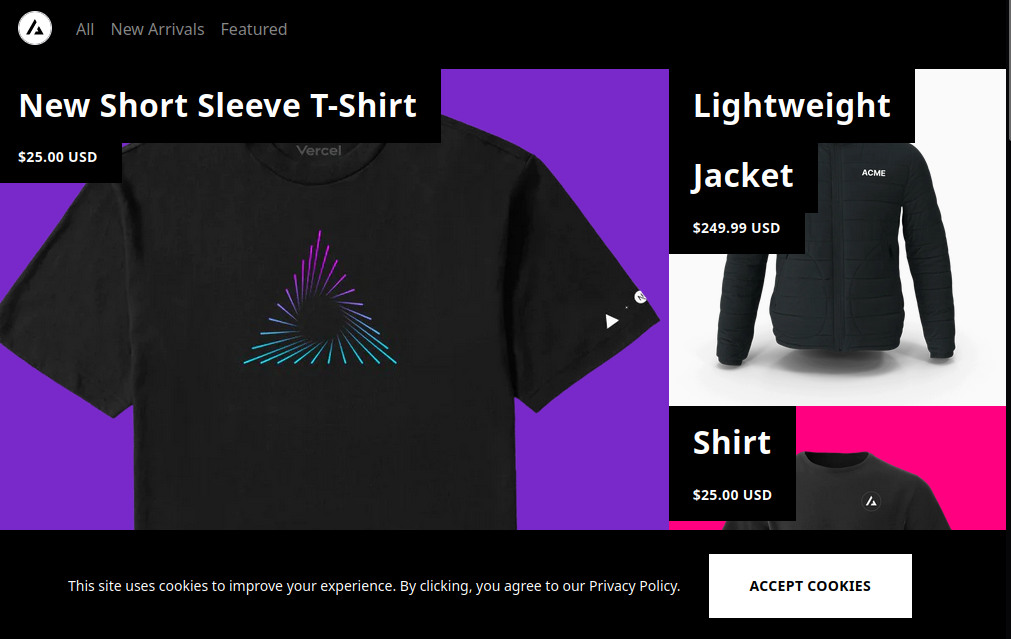 All New Arrivals Featured
New Short Sleeve T-Shirt
$25.00 USD
Vercel
Lightweight
Jacket
$249.99 USD
ACME
Shirt
$25.00 USD
This site uses cookies to improve your experience. By clicking, you agree to our Privacy Policy.
ACCEPT COOKIES